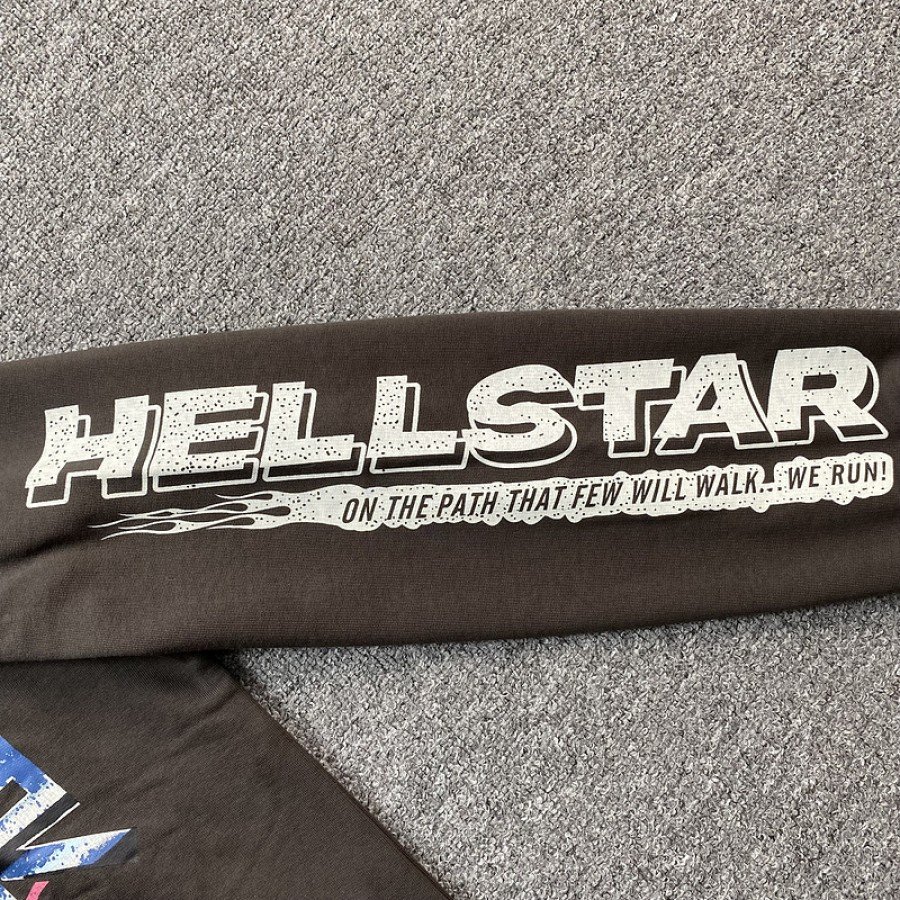 HELLSTAR
ON THE PATH THAT FEW WILL WALK... WE RUN!